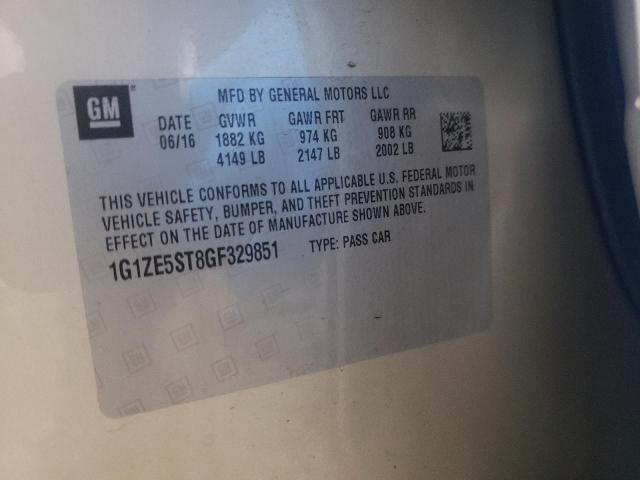 GM
MFD BY GENERAL MOTORS LLC
DATE GVWR GAWR FRT GAWR RR
06/16 1882 KG 974 KG 908 KG
4149 LB 2147 LB 2002 LB
THIS VEHICLE CONFORMS TO ALL APPLICABLE U.S. FEDERAL MOTOR
VEHICLE SAFETY, BUMPER, AND THEFT PREVENTION STANDARDS IN
EFFECT ON THE DATE OF MANUFACTURE SHOWN ABOVE.
1G1ZE5ST8GF329851 TYPE: PASS CAR